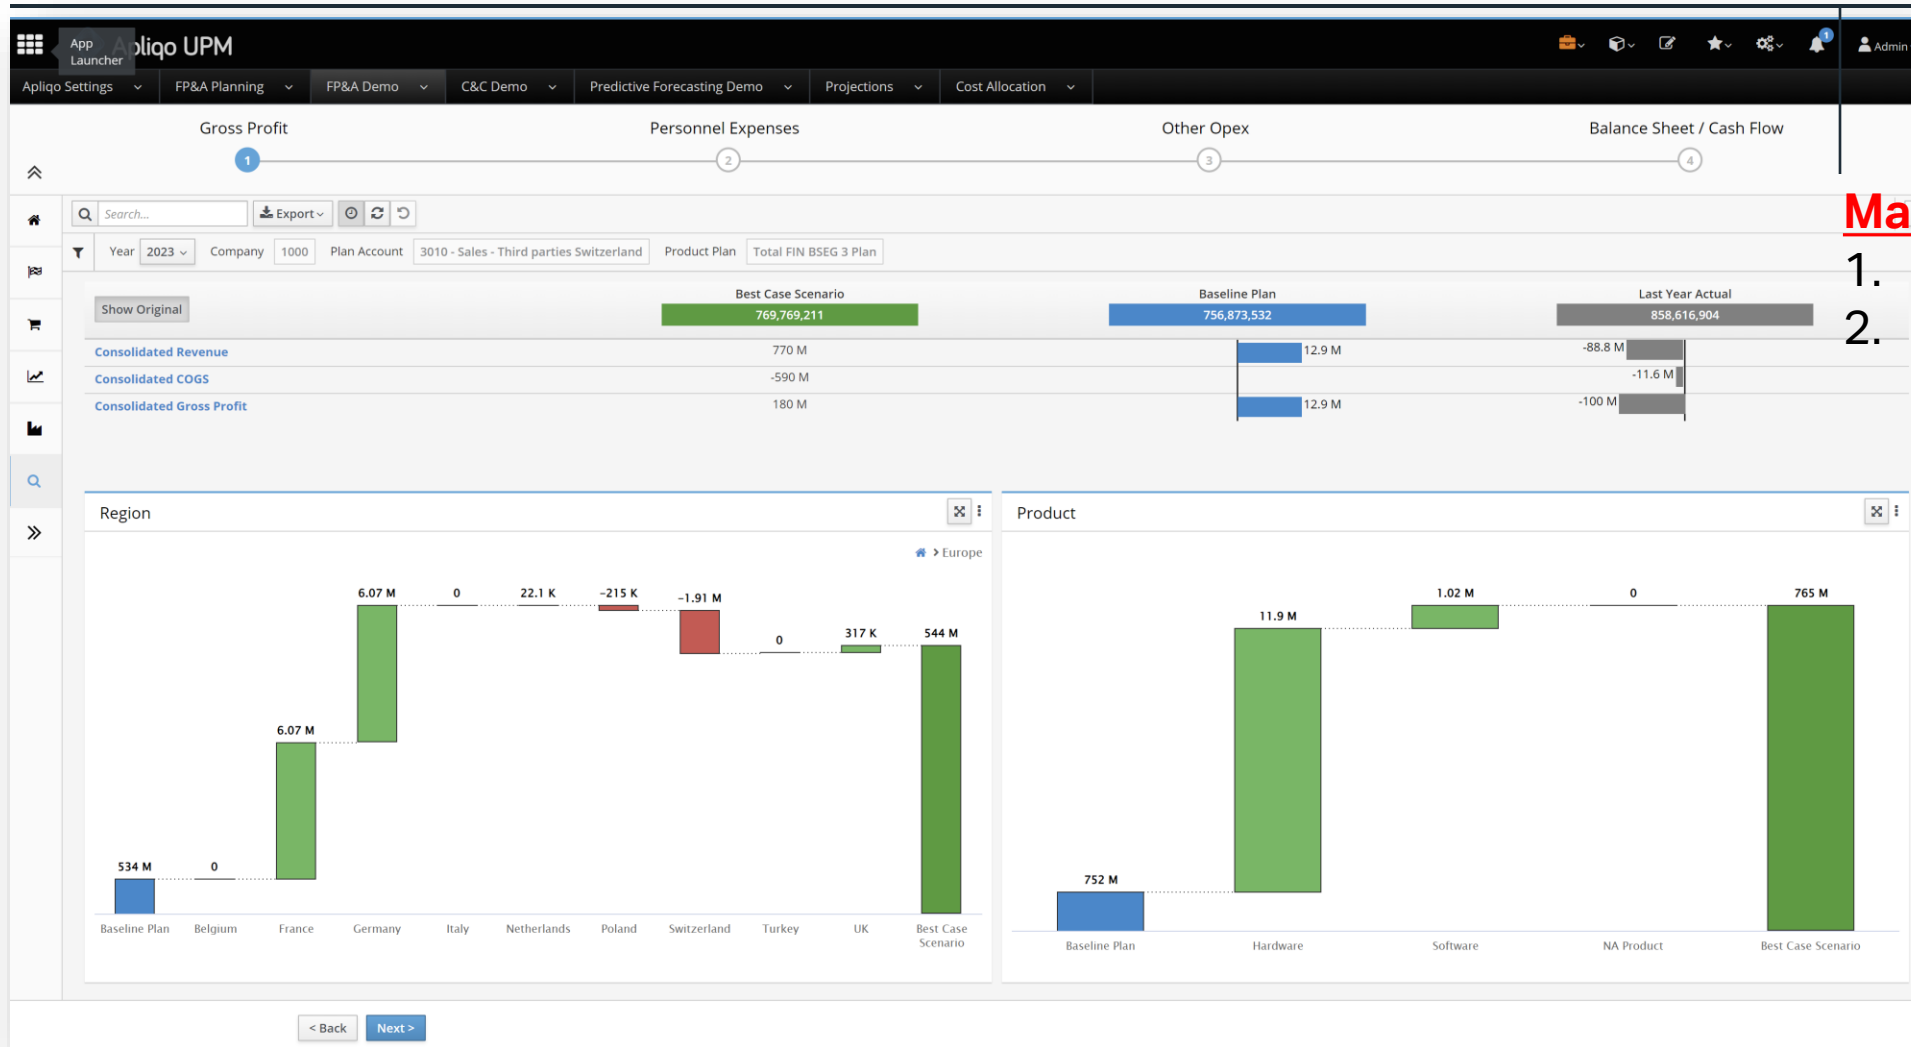 App
Launcher
pliqo UPM
1
Admin
Apliqo Settings FP&A Planning FP&A Demo C&C Demo Predictive Forecasting Demo Projections Cost Allocation
Gross Profit Personnel Expenses Other Opex Balance Sheet / Cash Flow
1 2 3 4
Search... Export
Ma
Year 2023 Company 1000 Plan Account 3010 - Sales - Third parties Switzerland Product Plan Total FIN BSEG 3 Plan
1.
Best Case Scenario Baseline Plan Last Year Actual
Show Original 769,769,211 756,873,532 858,616,904
2.
Consolidated Revenue 770 M 12.9 M -88.8 M
Consolidated COGS -590 M -11.6 M
Consolidated Gross Profit 180 M 12.9 M -100 M
Region
> Europe
6.07 M 0 22.1 K -215 K -1.91 M 0 317 K 544 M
6.07 M
534 M 0
Baseline Plan Belgium France Germany Italy Netherlands Poland Switzerland Turkey UK Best Case
Scenario
Product
1.02 M 0 765 M
11.9 M
752 M
Baseline Plan Hardware Software NA Product Best Case Scenario
< Back Next >